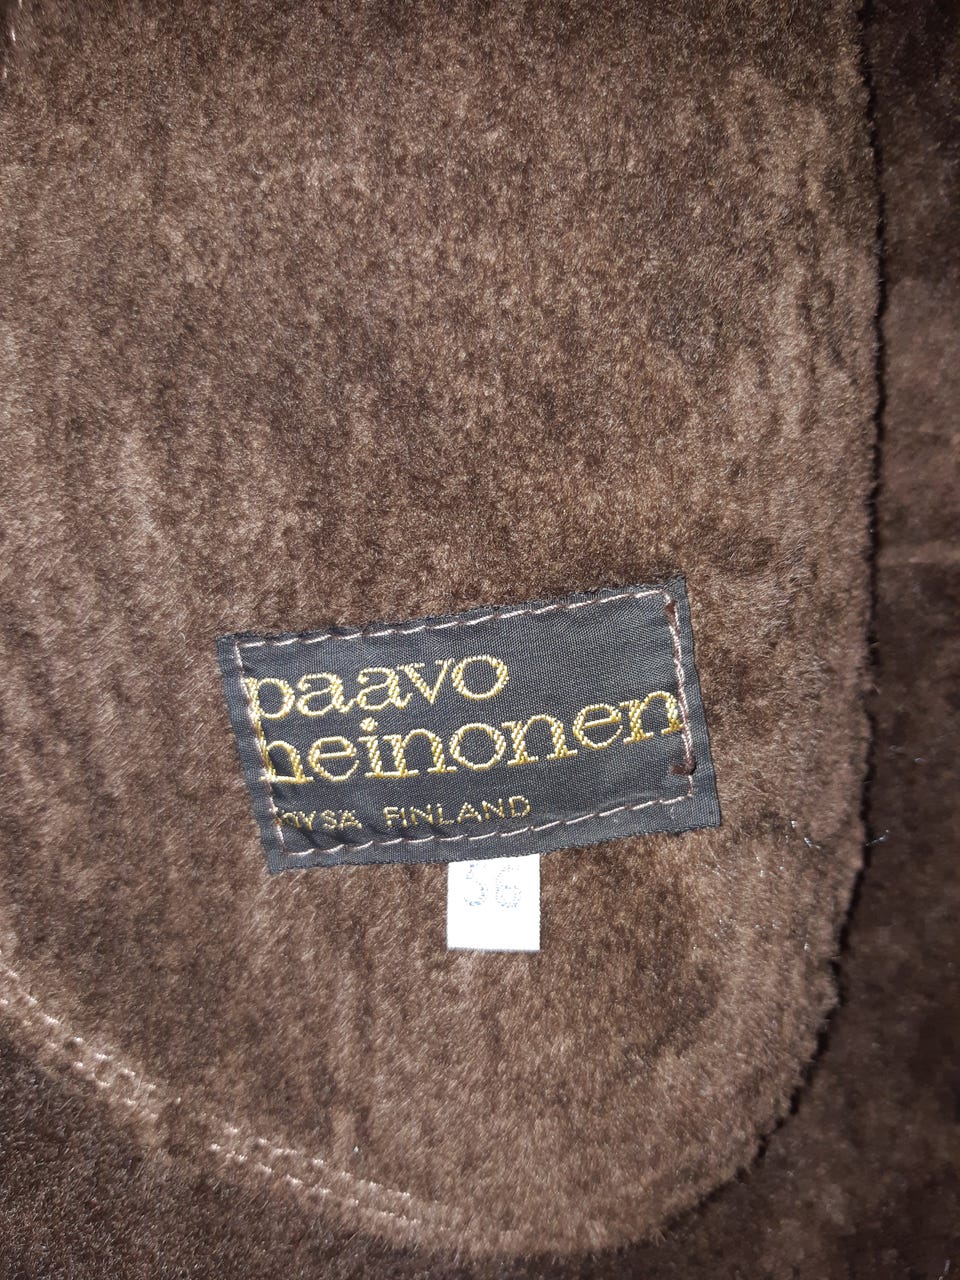 paavo
heinonen
FINLAND
56